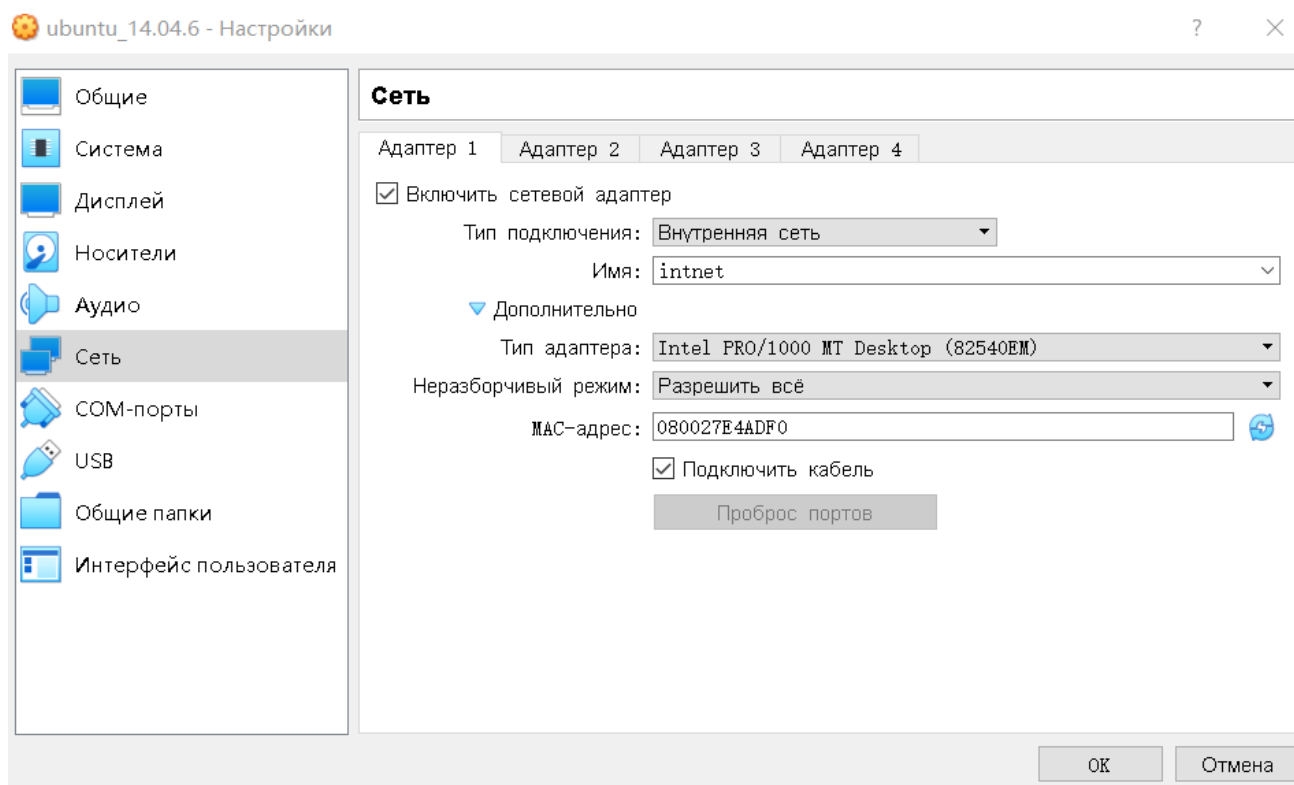 ubuntu_14.04.6 - Настройки ?
Общие
Система
Дисплей
Носители
Аудио
Сеть
COM-порты
USB
Общие папки
Интерфейс пользователя
Сеть
Адаптер 1 Адаптер 2 Адаптер 3 Адаптер 4
Включить сетевой адаптер
Тип подключения: Внутренняя сеть
Имя: intnet
Дополнительно
Тип адаптера: Intel PRO/1000 MT Desktop (82540EM)
Неразборчивый режим: Разрешить всё
MAC-адрес: 080027E4ADF0
Подключить кабель
Проброс портов
OK Отмена